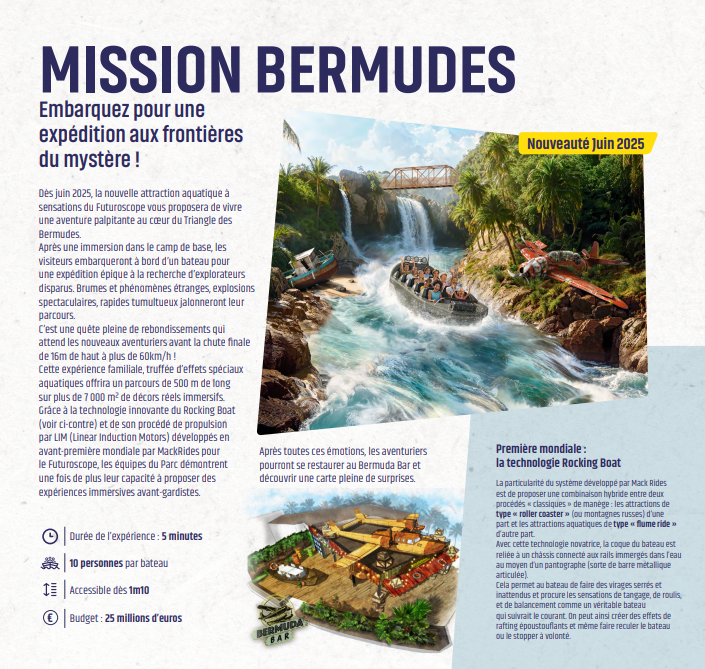 MISSION BERMUDES
Embarquez pour une
expédition aux frontières
du mystère !
Nouveauté Juin 2025
Dès juin 2025, la nouvelle attraction aquatique à
sensations du Futuroscope vous proposera de vivre
une aventure palpitante au cœur du Triangle des
Bermudes.
Après une immersion dans le camp de base, les
visiteurs embarqueront à bord d'un bateau pour
une expédition épique à la recherche d'explorateurs
disparus. Brumes et phénomènes étranges, explosions
spectaculaires, rapides tumultueux jalonneront leur
parcours.
C'est une quête pleine de rebondissements qui
attend les nouveaux aventuriers avant la chute finale
de 16m de haut à plus de 60km/h !
Cette expérience familiale, truffée d'effets spéciaux
aquatiques offrira un parcours de 500 m de long
sur plus de 7 000 m² de décors réels immersifs.
Grâce à la technologie innovante du Rocking Boat
(voir ci-contre) et de son procédé de propulsion
par LIM (Linear Induction Motors) développés en
avant-première mondiale par MackRides pour
le Futuroscope, les équipes du Parc démontrent
une fois de plus leur capacité à proposer des
expériences immersives avant-gardistes.
Durée de l'expérience : 5 minutes
10 personnes par bateau
Accessible dès 1m10
Budget : 25 millions d'euros
Après toutes ces émotions, les aventuriers
pourront se restaurer au Bermuda Bar et
découvrir une carte pleine de surprises.
BERMUDA
BAR
Première mondiale :
la technologie Rocking Boat
La particularité du système développé par Mack Rides
est de proposer une combinaison hybride entre deux
procédés « classiques » de manège : les attractions de
type « roller coaster » (ou montagnes russes) d'une
part et les attractions aquatiques de type « flume ride »
d'autre part.
Avec cette technologie novatrice, la coque du bateau est
reliée à un châssis connecté aux rails immergés dans l'eau
au moyen d'un pantographe (sorte de barre métallique
articulée).
Cela permet au bateau de faire des virages serrés et
inattendus et procure les sensations de tangage, de roulis,
et de balancement comme un véritable bateau
qui suivrait le courant. On peut ainsi créer des effets de
rafting époustouflants et même faire reculer le bateau
ou le stopper à volonté.